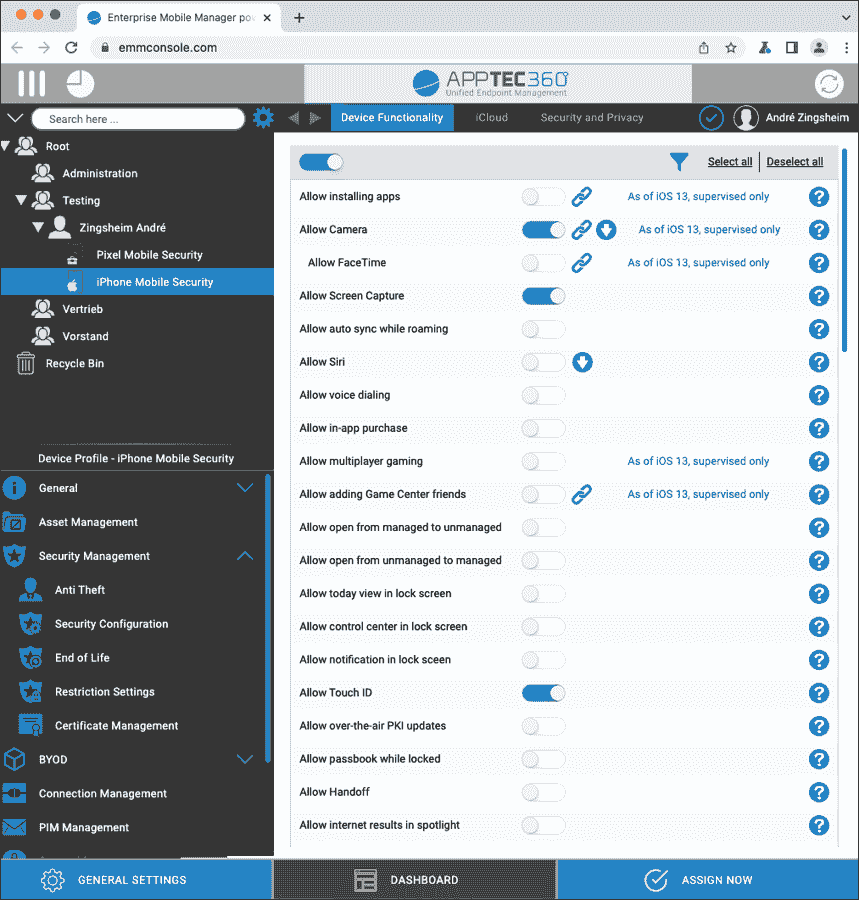 Enterprise Mobile Manager pow
emmconsole.com
APPTEC360°
Unified Endpoint Management
Search here ...
Device Functionality
iCloud
Security and Privacy
André Zingsheim
Root
Administration
Testing
Zingsheim André
Pixel Mobile Security
iPhone Mobile Security
Vertrieb
Vorstand
Recycle Bin
Device Profile - iPhone Mobile Security
General
Asset Management
Security Management
Anti Theft
Security Configuration
End of Life
Restriction Settings
Certificate Management
BYOD
Connection Management
PIM Management
Select all
Deselect all
Allow installing apps As of iOS 13, supervised only
Allow Camera As of iOS 13, supervised only
Allow FaceTime As of iOS 13, supervised only
Allow Screen Capture
Allow auto sync while roaming
Allow Siri
Allow voice dialing
Allow in-app purchase
Allow multiplayer gaming As of iOS 13, supervised only
Allow adding Game Center friends As of iOS 13, supervised only
Allow open from managed to unmanaged
Allow open from unmanaged to managed
Allow today view in lock screen
Allow control center in lock screen
Allow notification in lock sceen
Allow Touch ID
Allow over-the-air PKI updates
Allow passbook while locked
Allow Handoff
Allow internet results in spotlight
GENERAL SETTINGS
DASHBOARD
ASSIGN NOW